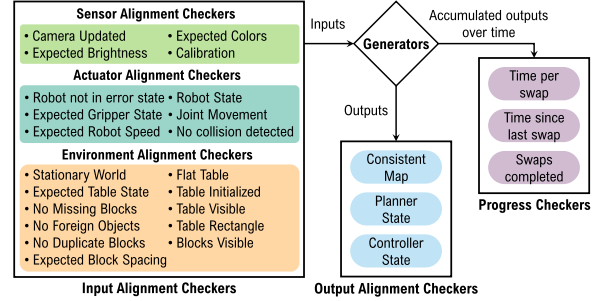 Sensor Alignment Checkers
• Camera Updated
• Expected Colors
• Expected Brightness
• Calibration
Actuator Alignment Checkers
• Robot not in error state
• Robot State
• Expected Gripper State
• Joint Movement
• Expected Robot Speed
• No collision detected
Environment Alignment Checkers
• Stationary World
• Flat Table
• Expected Table State
• Table Initialized
• No Missing Blocks
• Table Visible
• No Foreign Objects
• Table Rectangle
• No Duplicate Blocks
• Blocks Visible
• Expected Block Spacing
Input Alignment Checkers
Inputs
Generators
Accumulated outputs
over time
Outputs
Consistent
Map
Planner
State
Controller
State
Output Alignment Checkers
Time per
swap
Time since
last swap
Swaps
completed
Progress Checkers